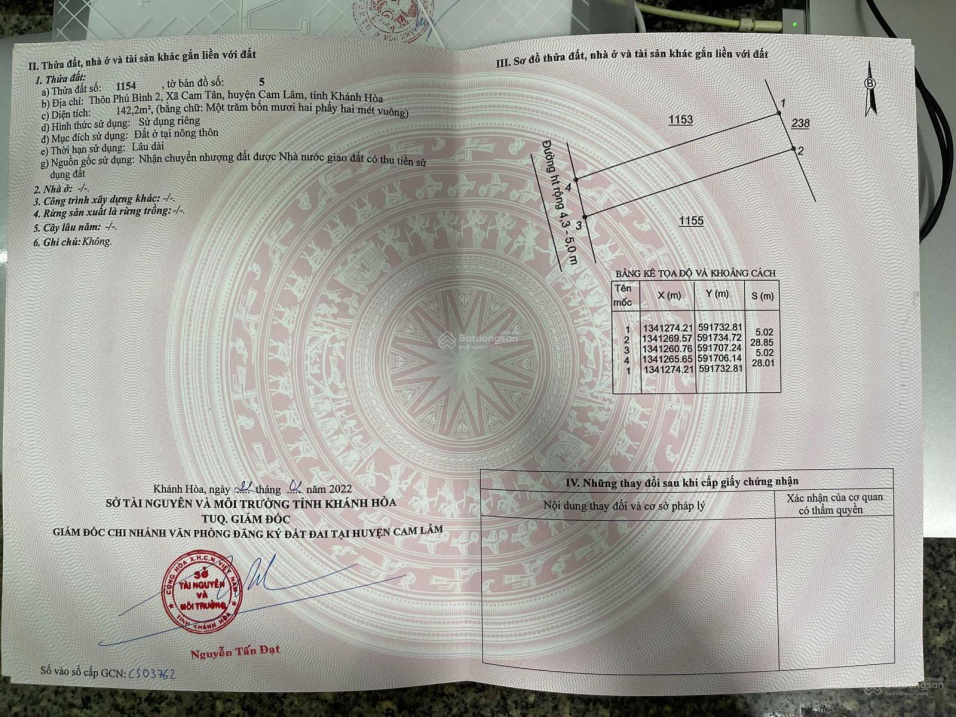 II. Thửa đất, nhà ở và tài sản khác gắn liền với đất
1. Thửa đất:
a) Thửa đất số: 1154 , tờ bản đồ số: 5
b) Địa chỉ: Thôn Phú Bình 2, Xã Cam Tân, huyện Cam Lâm, tỉnh Khánh Hòa
c) Diện tích: 142,2m², (bằng chữ: Một trăm bốn mươi hai phẩy hai mét vuông)
d) Hình thức sử dụng: Sử dụng riêng
đ) Mục đích sử dụng: Đất ở tại nông thôn
e) Thời hạn sử dụng: Lâu dài
g) Nguồn gốc sử dụng: Nhận chuyển nhượng đất được Nhà nước giao đất có thu tiền sử
dụng đất
2. Nhà ở: -/-.
3. Công trình xây dựng khác: -/-.
4. Rừng sản xuất là rừng trồng:-/-.
5. Cây lâu năm: -/-.
6. Ghi chú: Không.
Khánh Hòa, ngày tháng năm 2022
SỞ TÀI NGUYÊN VÀ MÔI TRƯỜNG TỈNH KHÁNH HÒA
TUQ. GIÁM ĐỐC
GIÁM ĐỐC CHI NHÁNH VĂN PHÒNG ĐĂNG KÝ ĐẤT ĐAI TẠI HUYỆN CAM LÂM
CỘNG HÒA X.H.C.N VIỆT NAM
SỞ
TÀI NGUYÊN
VÀ
MÔI TRƯỜNG
TỈNH KHÁNH HÒA
Nguyễn Tấn Đạt
Số vào sổ cấp GCN: CS03762
III. Sơ đồ thửa đất, nhà ở và tài sản khác gắn liền với đất
B
1
1153
238
2
Đường ht rộng 4,3 - 5,0 m
4
3
1155
BẢNG KÊ TỌA ĐỘ VÀ KHOẢNG CÁCH
Tên mốc X (m) Y (m) S (m)
1 1341274.21 591732.81
5.02
2 1341269.57 591734.72
28.85
3 1341260.76 591707.24
5.02
4 1341265.65 591706.14
28.01
1 1341274.21 591732.81
IV. Những thay đổi sau khi cấp giấy chứng nhận
Nội dung thay đổi và cơ sở pháp lý
Xác nhận của cơ quan
có thẩm quyền
Batdongsan
Batdongsan